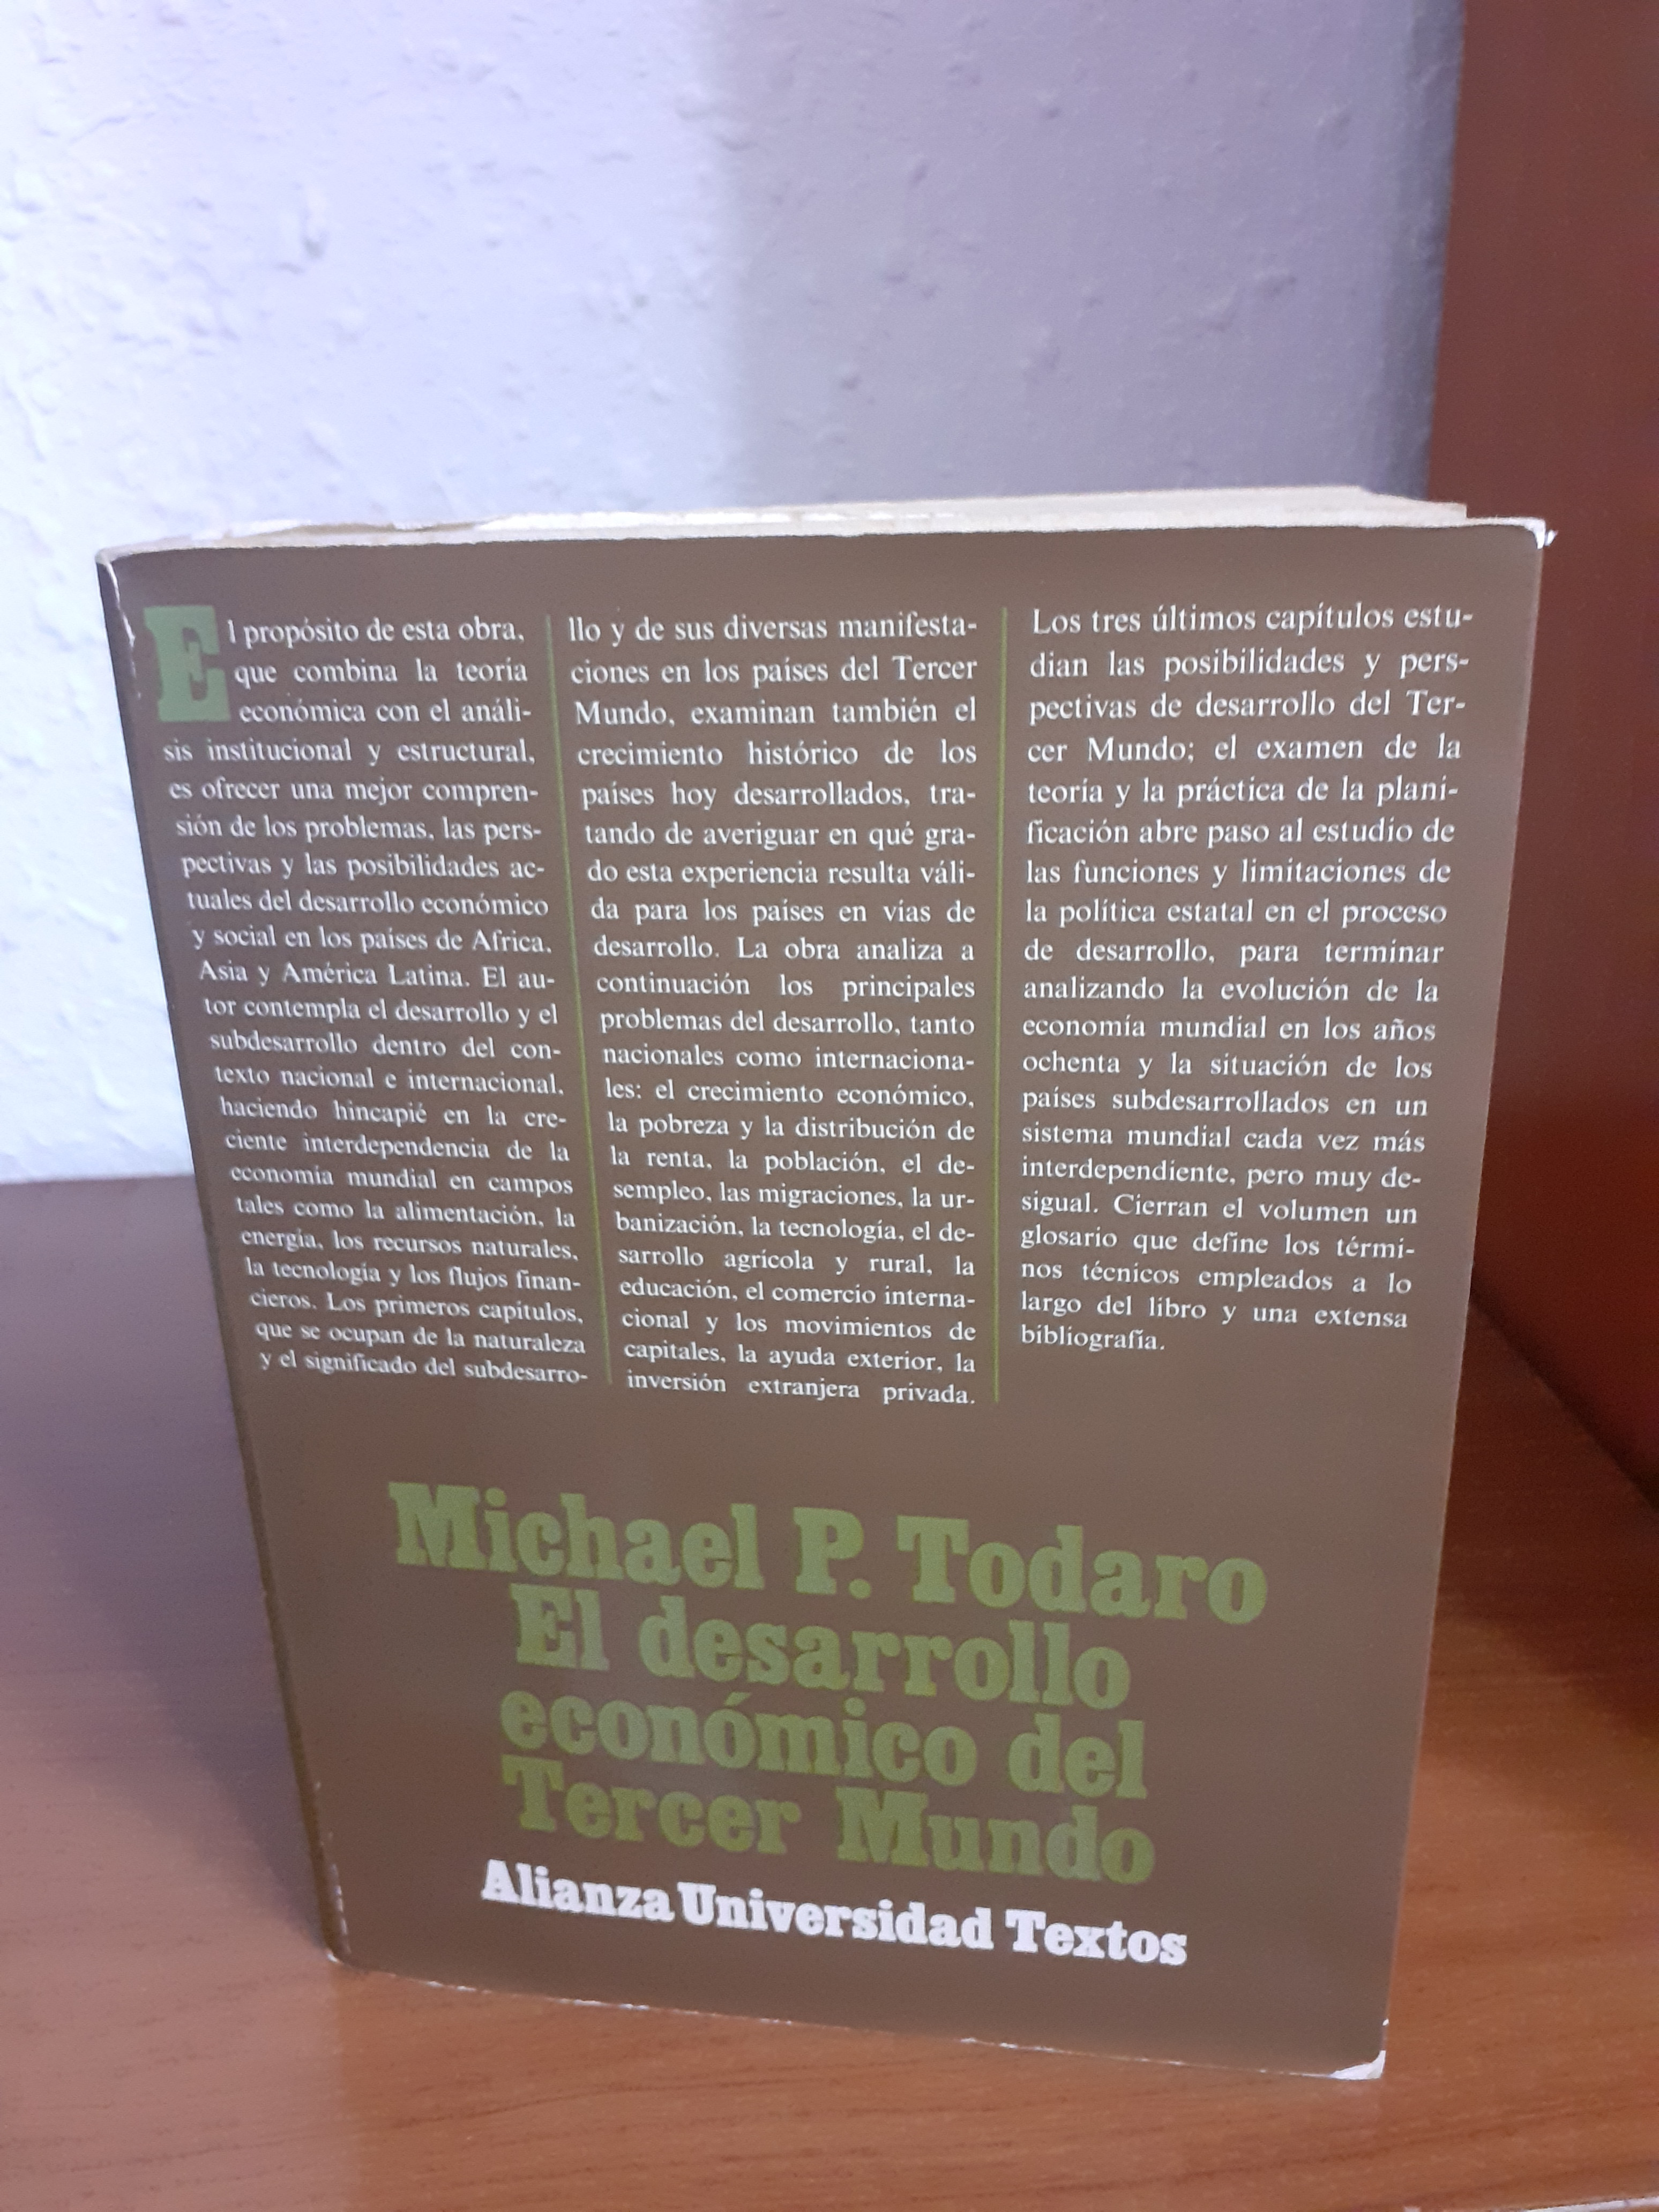 El propósito de esta obra,
que combina la teoría
económica con el análi-
sis institucional y estructural,
es ofrecer una mejor compren-
sión de los problemas, las pers-
pectivas y las posibilidades ac-
tuales del desarrollo económico
y social en los países de Africa,
Asia y América Latina. El au-
tor contempla el desarrollo y el
subdesarrollo dentro del con-
texto nacional e internacional,
haciendo hincapié en la cre-
ciente interdependencia de la
economía mundial en campos
tales como la alimentación, la
energía, los recursos naturales,
la tecnología y los flujos finan-
cieros. Los primeros capítulos,
que se ocupan de la naturaleza
y el significado del subdesarro-
llo y de sus diversas manifesta-
ciones en los países del Tercer
Mundo, examinan también el
crecimiento histórico de los
países hoy desarrollados, tra-
tando de averiguar en qué gra-
do esta experiencia resulta váli-
da para los países en vías de
desarrollo. La obra analiza a
continuación los principales
problemas del desarrollo, tanto
nacionales como internaciona-
les: el crecimiento económico,
la pobreza y la distribución de
la renta, la población, el de-
sempleo, las migraciones, la ur-
banización, la tecnología, el de-
sarrollo agrícola y rural, la
educación, el comercio interna-
cional y los movimientos de
capitales, la ayuda exterior, la
inversión extranjera privada.
Los tres últimos capítulos estu-
dian las posibilidades y pers-
pectivas de desarrollo del Ter-
cer Mundo; el examen de la
teoría y la práctica de la plani-
ficación abre paso al estudio de
las funciones y limitaciones de
la política estatal en el proceso
de desarrollo, para terminar
analizando la evolución de la
economía mundial en los años
ochenta y la situación de los
países subdesarrollados en un
sistema mundial cada vez más
interdependiente, pero muy de-
sigual. Cierran el volumen un
glosario que define los térmi-
nos técnicos empleados a lo
largo del libro y una extensa
bibliografía.
Michael P. Todaro
El desarrollo
económico del
Tercer Mundo
Alianza Universidad Textos